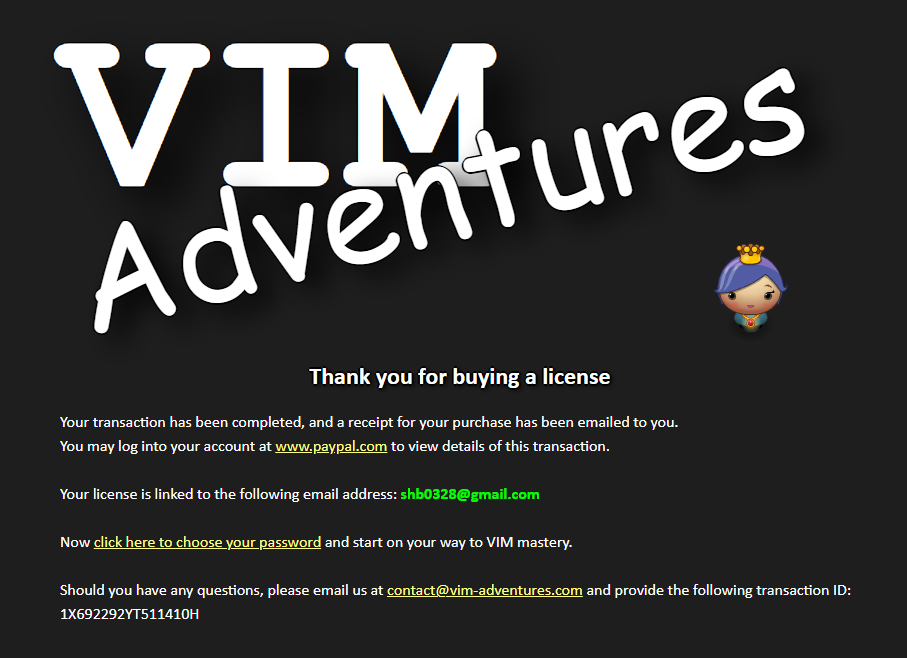 VIM
Adventures
Thank you for buying a license
Your transaction has been completed, and a receipt for your purchase has been emailed to you.
You may log into your account at www.paypal.com to view details of this transaction.
Your license is linked to the following email address: shb0328@gmail.com
Now click here to choose your password and start on your way to VIM mastery.
Should you have any questions, please email us at contact@vim-adventures.com and provide the following transaction ID:
1X692292YT511410H